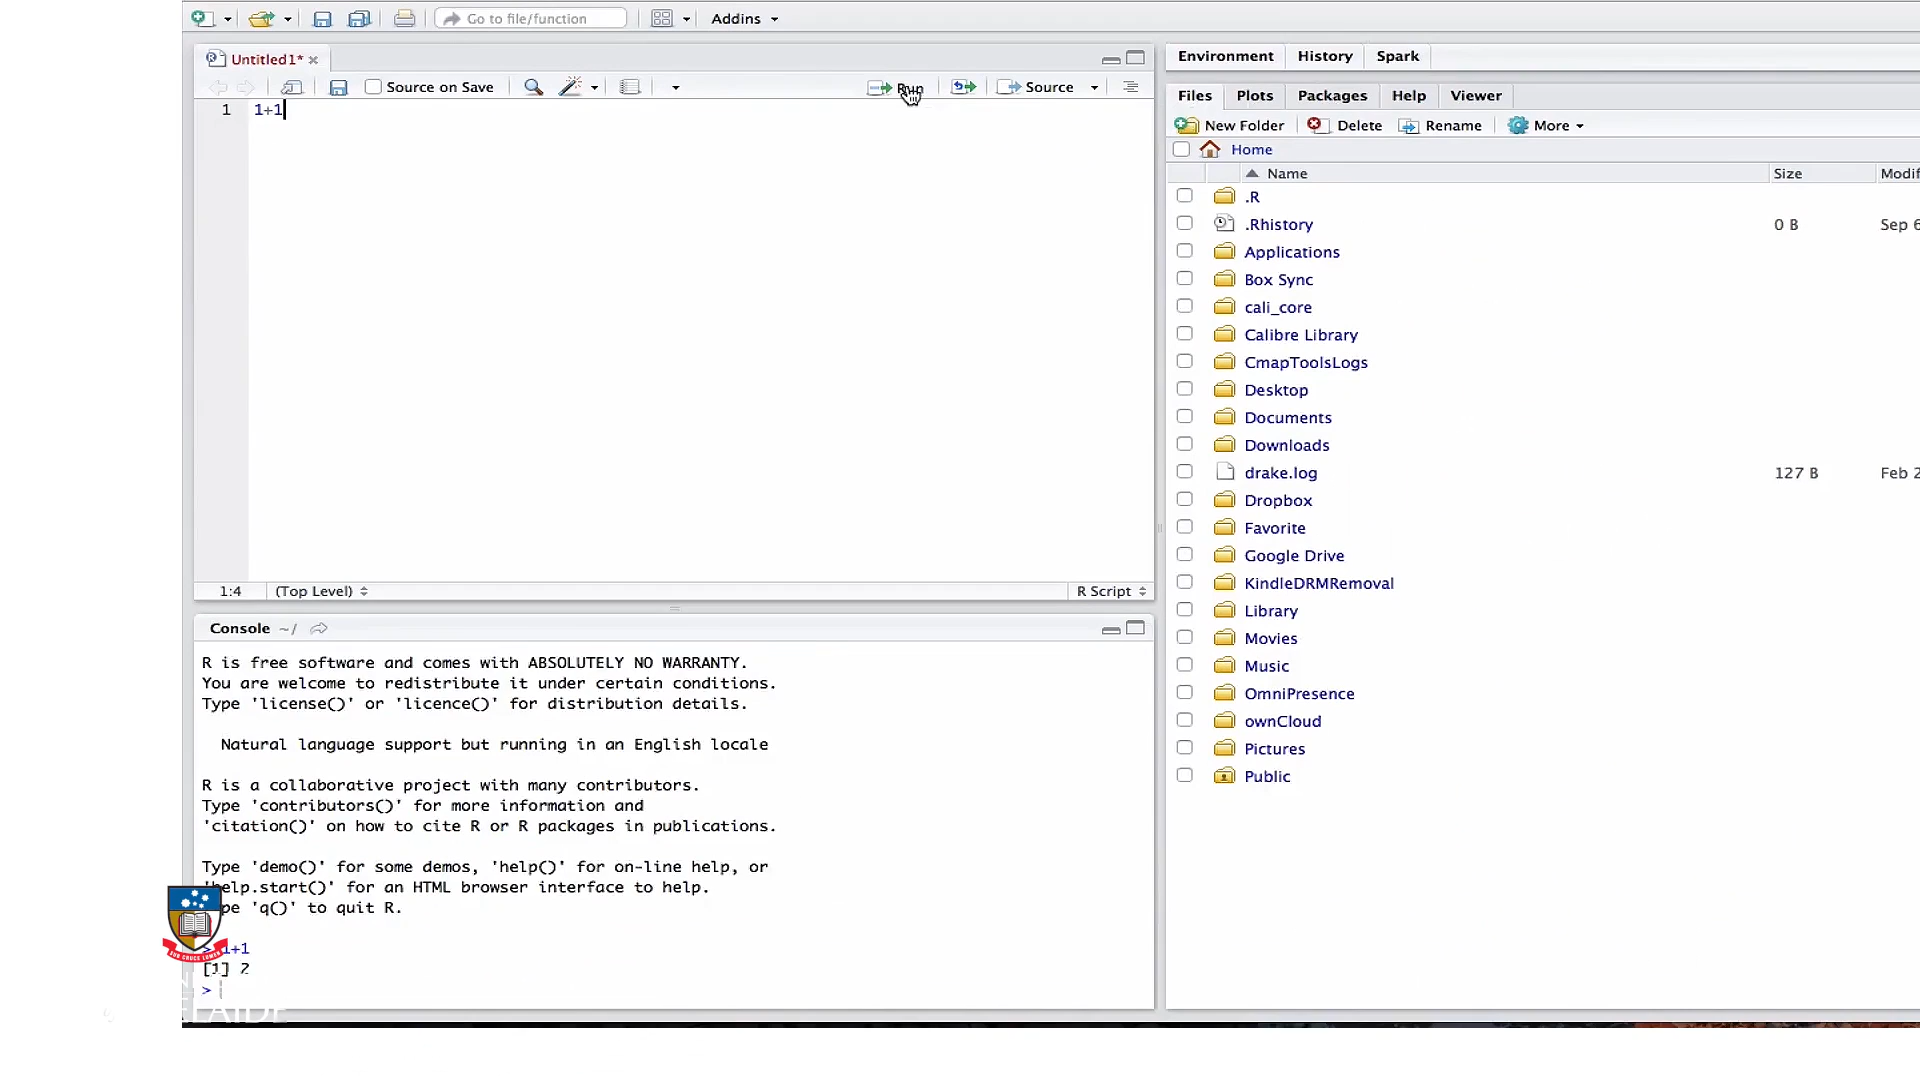 Go to file/function
Addins
Untitled1*
Source on Save
Run
Source
1
1+1
1:4
(Top Level)
R Script
Console ~/
R is free software and comes with ABSOLUTELY NO WARRANTY.
You are welcome to redistribute it under certain conditions.
Type 'license()' or 'licence()' for distribution details.
Natural language support but running in an English locale
R is a collaborative project with many contributors.
Type 'contributors()' for more information and
'citation()' on how to cite R or R packages in publications.
Type 'demo()' for some demos, 'help()' for on-line help, or
'help.start()' for an HTML browser interface to help.
'q()' to quit R.
1+1
[1] 2
>
Environment
History
Spark
Files
Plots
Packages
Help
Viewer
New Folder
Delete
Rename
More
Home
Name
Size
.R
.Rhistory
0 B
Sep 6
Applications
Box Sync
cali_core
Calibre Library
CmapToolsLogs
Desktop
Documents
Downloads
drake.log
127 B
Feb 2
Dropbox
Favorite
Google Drive
KindleDRMRemoval
Library
Movies
Music
OmniPresence
ownCloud
Pictures
Public